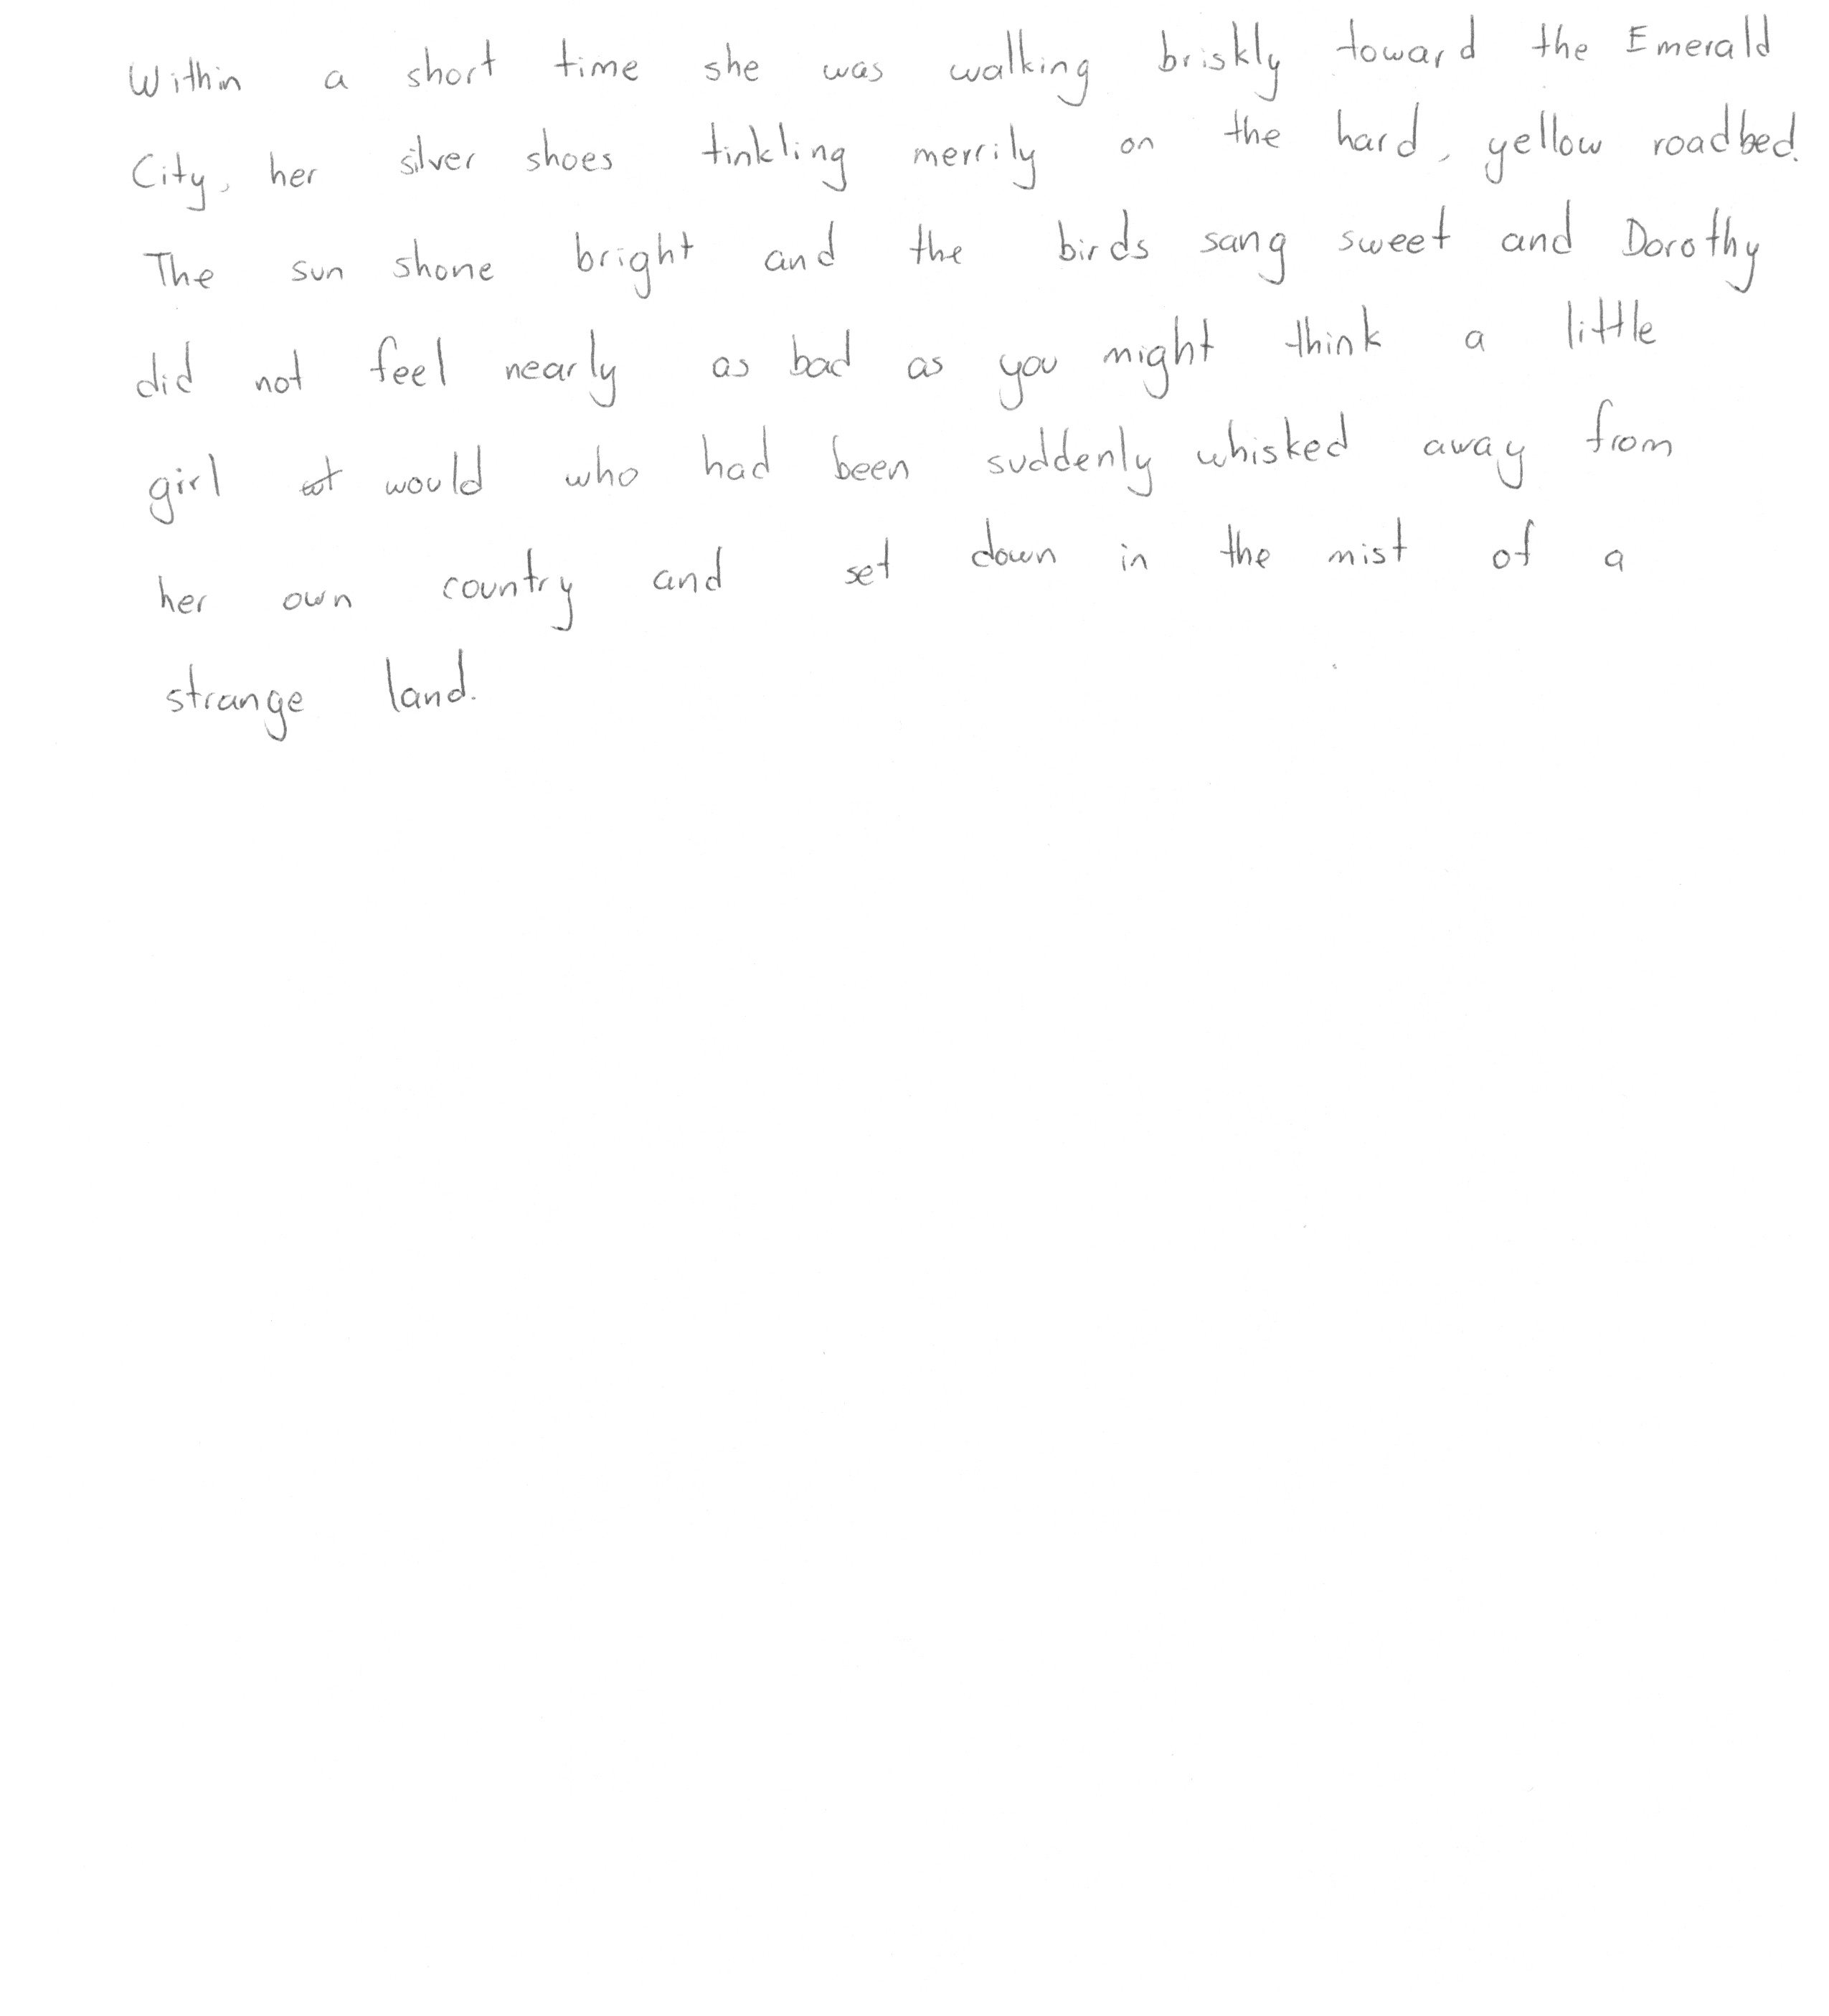 Within a short time she was walking briskly toward the Emerald
City, her silver shoes tinkling merrily on the hard, yellow roadbed.
The sun shone bright and the birds sang sweet and Dorothy
did not feel nearly as bad as you might think a little
girl would who had been suddenly whisked away from
her own country and set down in the mist of a
strange land.